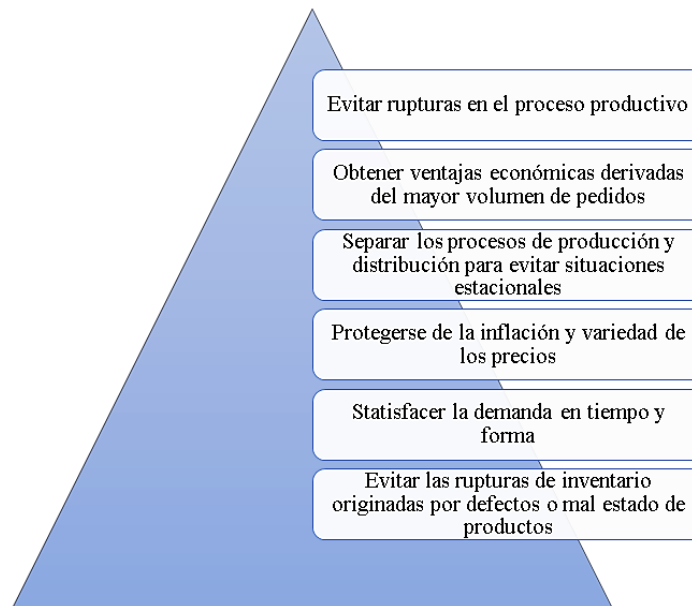 Evitar rupturas en el proceso productivo
Obtener ventajas económicas derivadas
del mayor volumen de pedidos
Separar los procesos de producción y
distribución para evitar situaciones
estacionales
Protegerse de la inflación y variedad de
los precios
Statisfacer la demanda en tiempo y
forma
Evitar las rupturas de inventario
originadas por defectos o mal estado de
productos